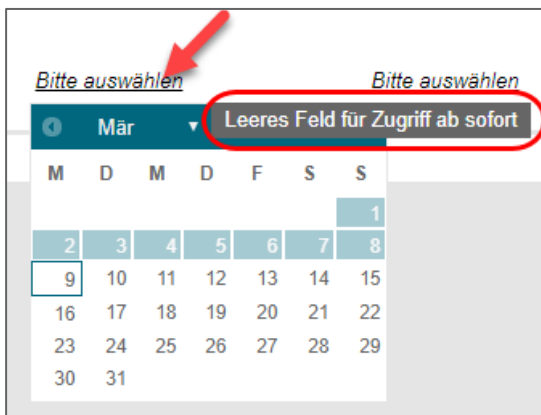 Bitte auswählen Bitte auswählen
Mär Leeres Feld für Zugriff ab sofort
M D M D F S S
1
2 3 4 5 6 7 8
9 10 11 12 13 14 15
16 17 18 19 20 21 22
23 24 25 26 27 28 29
30 31